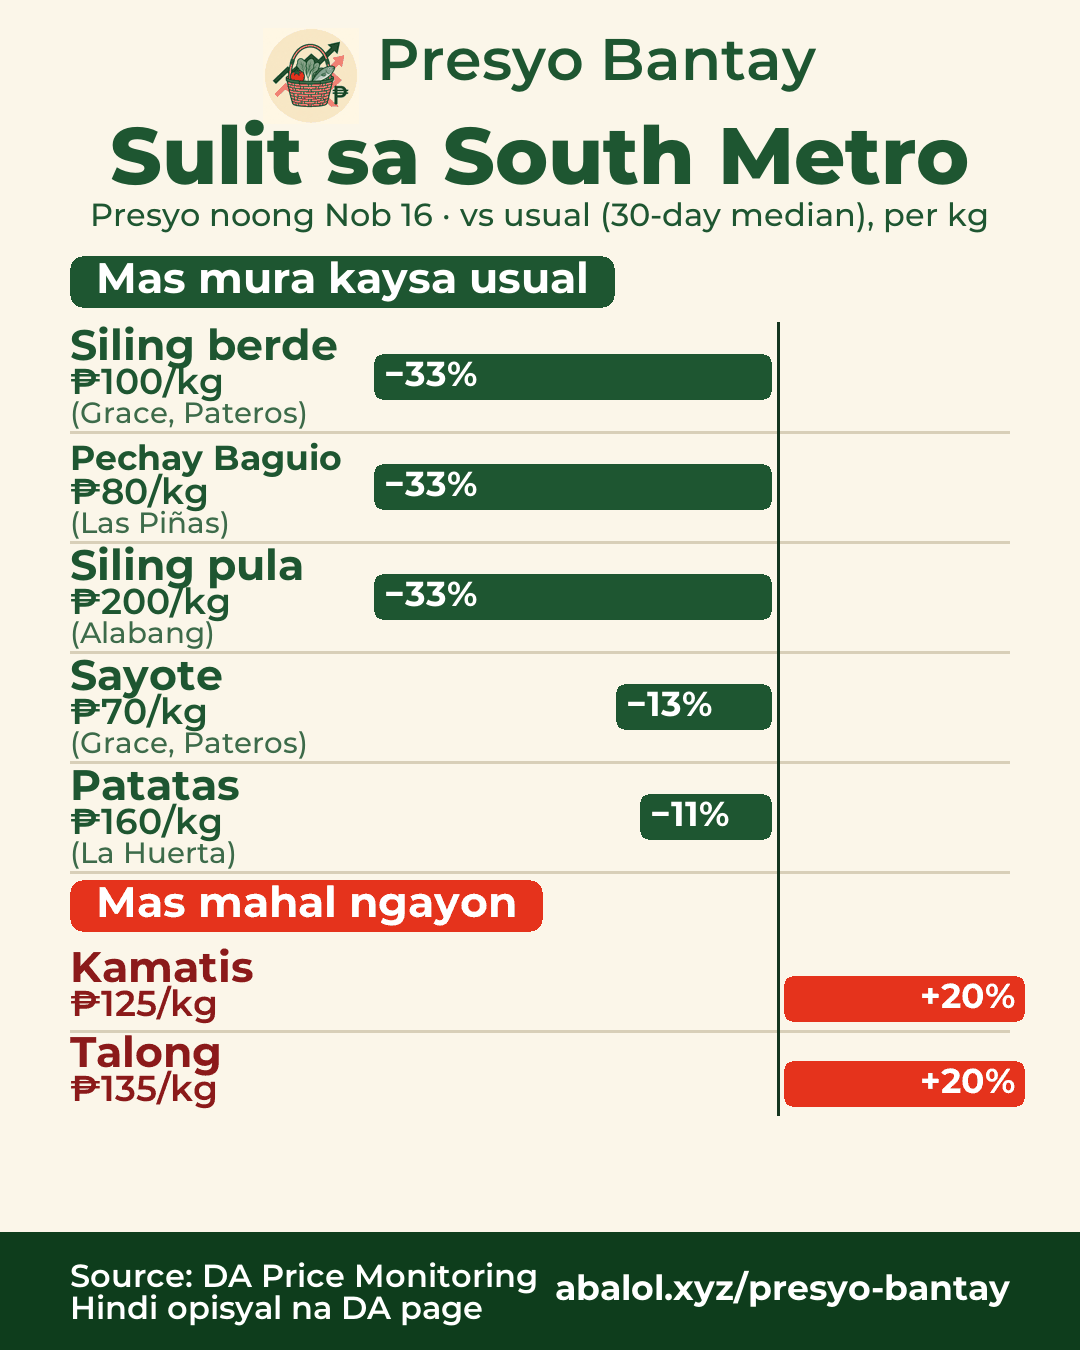 ₱
Presyo Bantay
Sulit sa South Metro
Presyo noong Nob 16 · vs usual (30-day median), per kg
Mas mura kaysa usual
Siling berde
₱100/kg
(Grace, Pateros)
−33%
Pechay Baguio
₱80/kg
(Las Piñas)
−33%
Siling pula
₱200/kg
(Alabang)
−33%
Sayote
₱70/kg
(Grace, Pateros)
−13%
Patatas
₱160/kg
(La Huerta)
−11%
Mas mahal ngayon
Kamatis
₱125/kg
+20%
Talong
₱135/kg
+20%
Source: DA Price Monitoring
Hindi opisyal na DA page
abalol.xyz/presyo-bantay